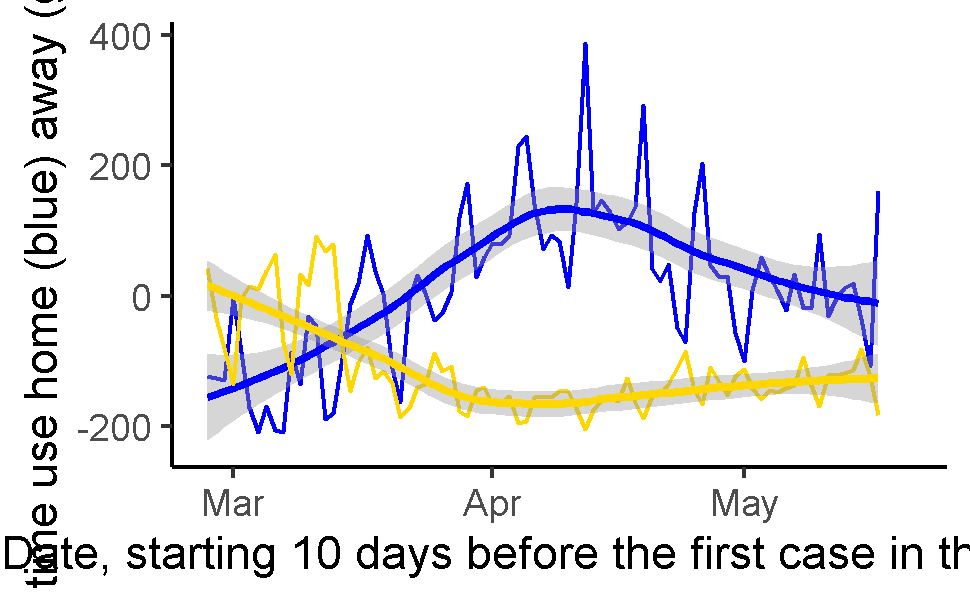 400
200
0
-200
Mar Apr May
time use home (blue) away (
Date, starting 10 days before the first case in